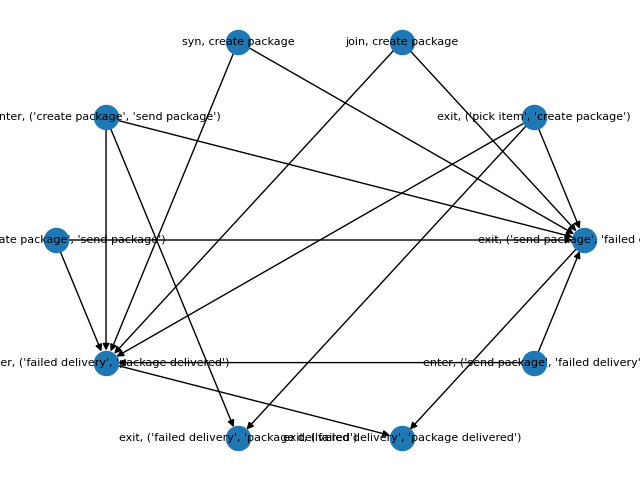 syn, create package
join, create package
nter, ('create package', 'send package')
exit, ('pick item', 'create package')
ate package', 'send package')
exit, ('send package', 'failed
er, ('failed delivery', 'package delivered')
enter, ('send package', 'failed delivery'
exit, ('failed delivery', 'package delivered')
exit, ('failed delivery', 'package delivered')